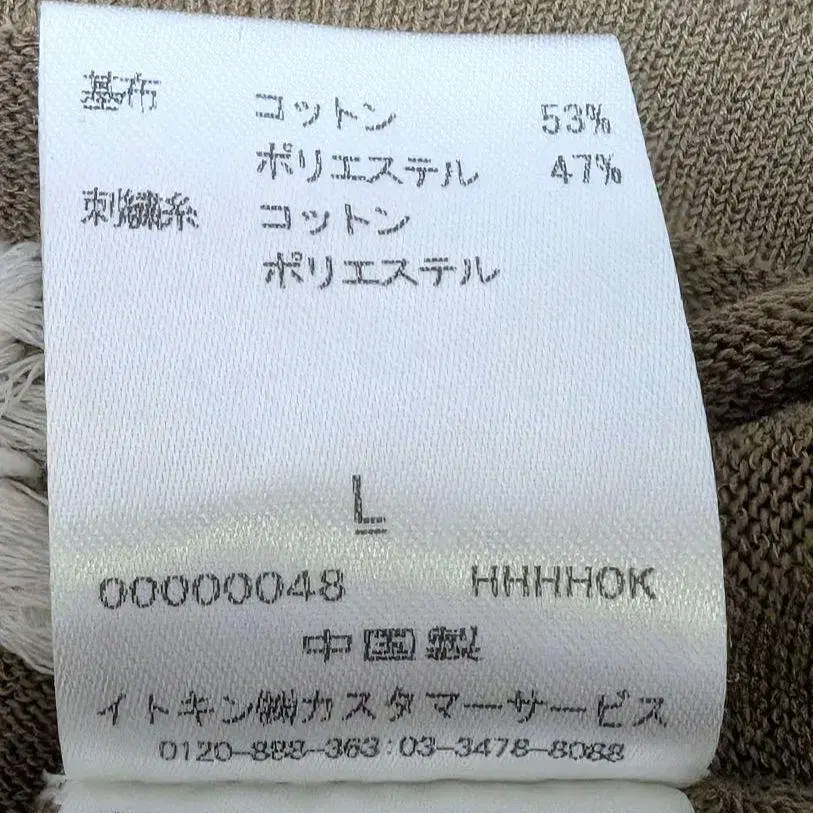 基布 コットン 53%
ポリエステル 47%
刺繍糸 コットン
ポリエステル
L
00000048 HHHHOK
中国製
イトキン㈱カスタマーサービス
0120-888-363:03-3478-8088